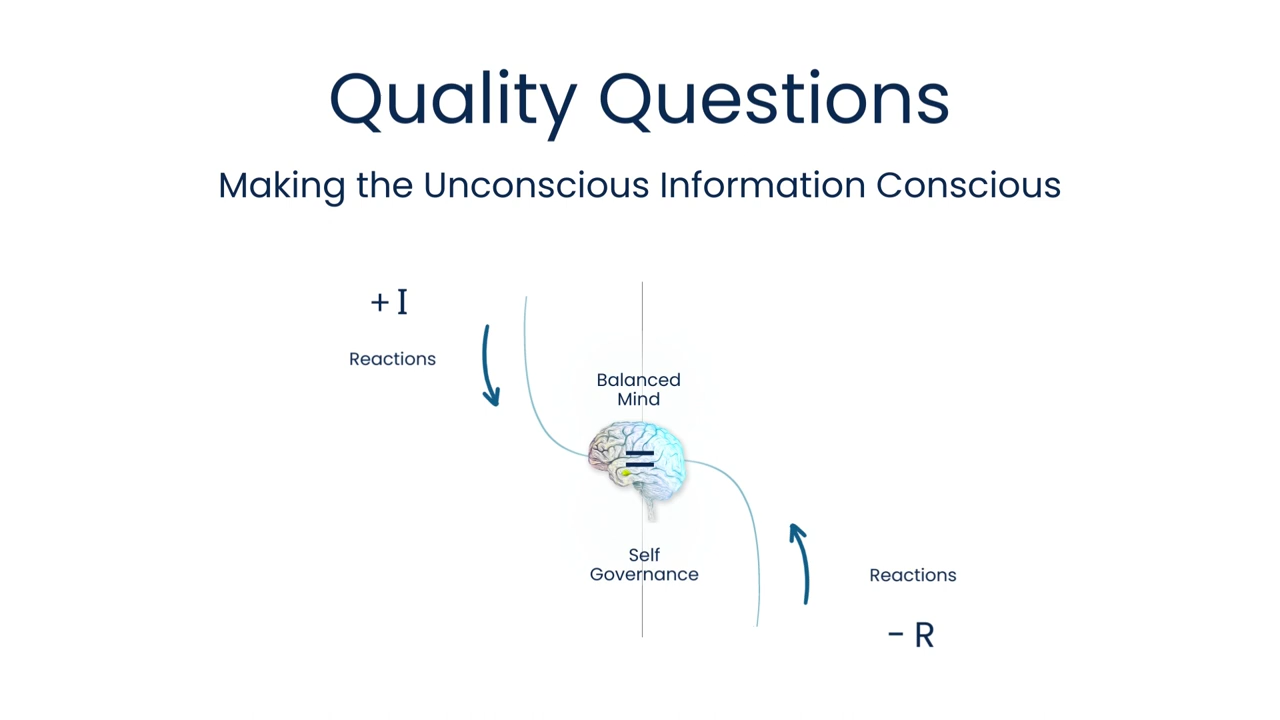 Quality Questions
Making the Unconscious Information Conscious
+ I
Reactions
Balanced
Mind
=
Self
Governance
Reactions
- R